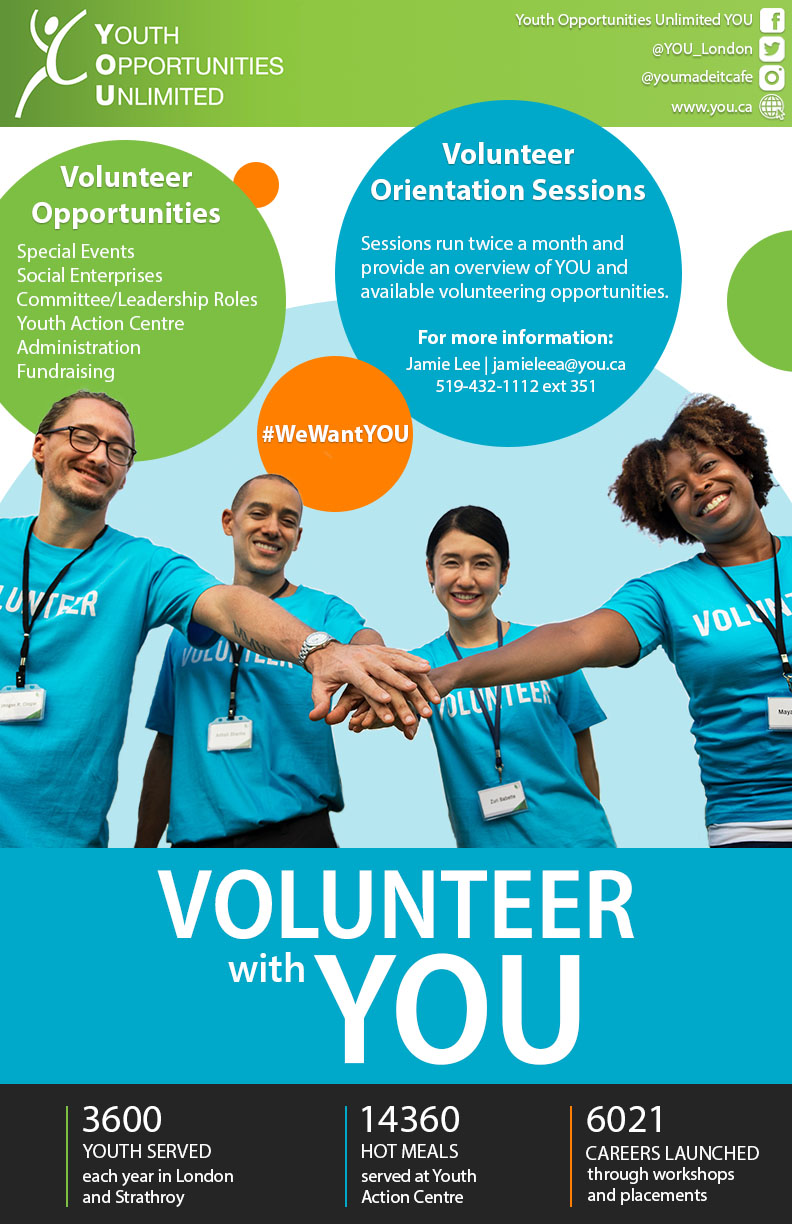 YOUTH
OPPORTUNITIES
UNLIMITED
Youth Opportunities Unlimited YOU
@YOU_London
@youmadeitcafe
www.you.ca
Volunteer
Opportunities
Special Events
Social Enterprises
Committee/Leadership Roles
Youth Action Centre
Administration
Fundraising
Volunteer
Orientation Sessions
Sessions run twice a month and
provide an overview of YOU and
available volunteering opportunities.
For more information:
Jamie Lee | jamieleea@you.ca
519-432-1112 ext 351
#WeWantYOU
LUNTEER
VOLUNTEER
VOLUNTEER
VOLUNT
Maya
VOLUNTEER
with YOU
3600
YOUTH SERVED
each year in London
and Strathroy
14360
HOT MEALS
served at Youth
Action Centre
6021
CAREERS LAUNCHED
through workshops
and placements